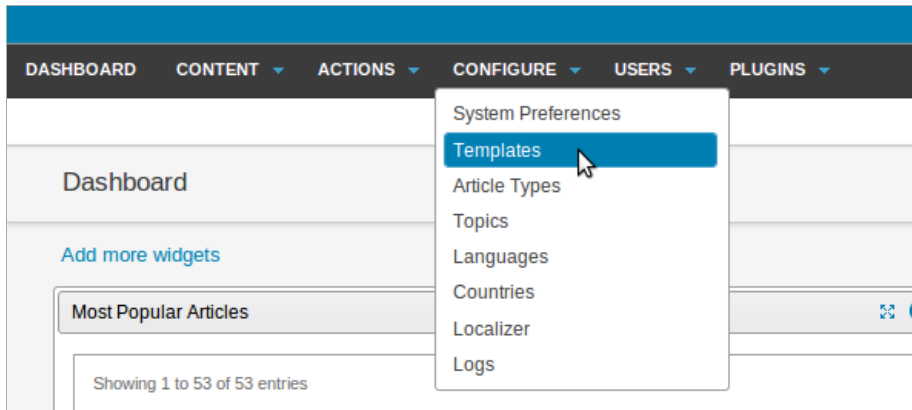 DASHBOARD CONTENT ACTIONS CONFIGURE USERS PLUGINS
System Preferences
Templates
Article Types
Topics
Languages
Countries
Localizer
Logs
Dashboard
Add more widgets
Most Popular Articles
Showing 1 to 53 of 53 entries